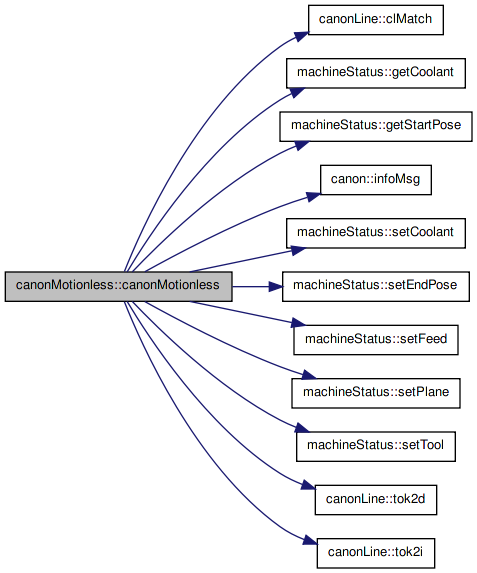 canonLine::clMatch
machineStatus::getCoolant
machineStatus::getStartPose
canon::infoMsg
machineStatus::setCoolant
canonMotionless::canonMotionless
machineStatus::setEndPose
machineStatus::setFeed
machineStatus::setPlane
machineStatus::setTool
canonLine::tok2d
canonLine::tok2i